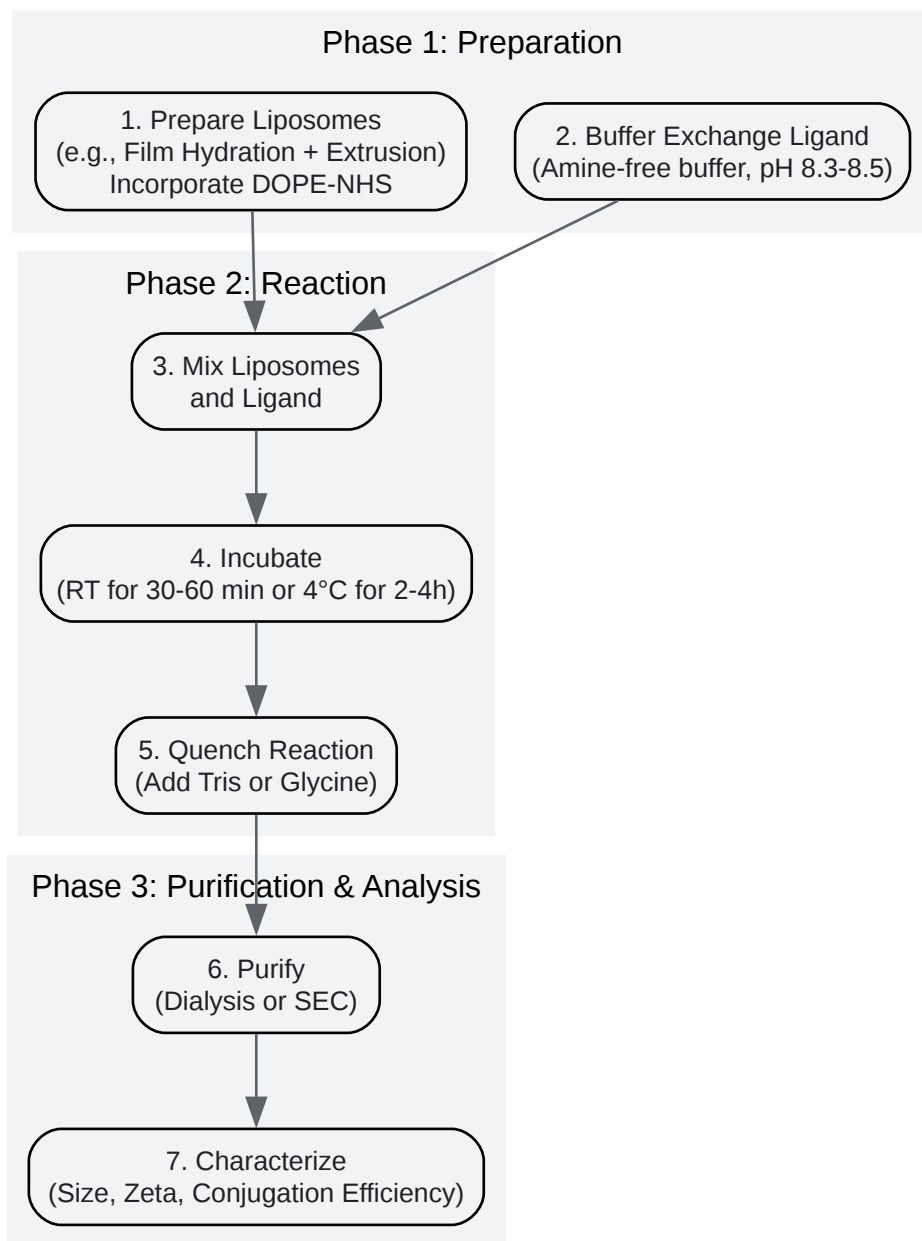 Phase 1: Preparation
1. Prepare Liposomes
(e.g., Film Hydration + Extrusion)
Incorporate DOPE-NHS
2. Buffer Exchange Ligand
(Amine-free buffer, pH 8.3-8.5)
Phase 2: Reaction
3. Mix Liposomes
and Ligand
4. Incubate
(RT for 30-60 min or 4°C for 2-4h)
5. Quench Reaction
(Add Tris or Glycine)
Phase 3: Purification & Analysis
6. Purify
(Dialysis or SEC)
7. Characterize
(Size, Zeta, Conjugation Efficiency)